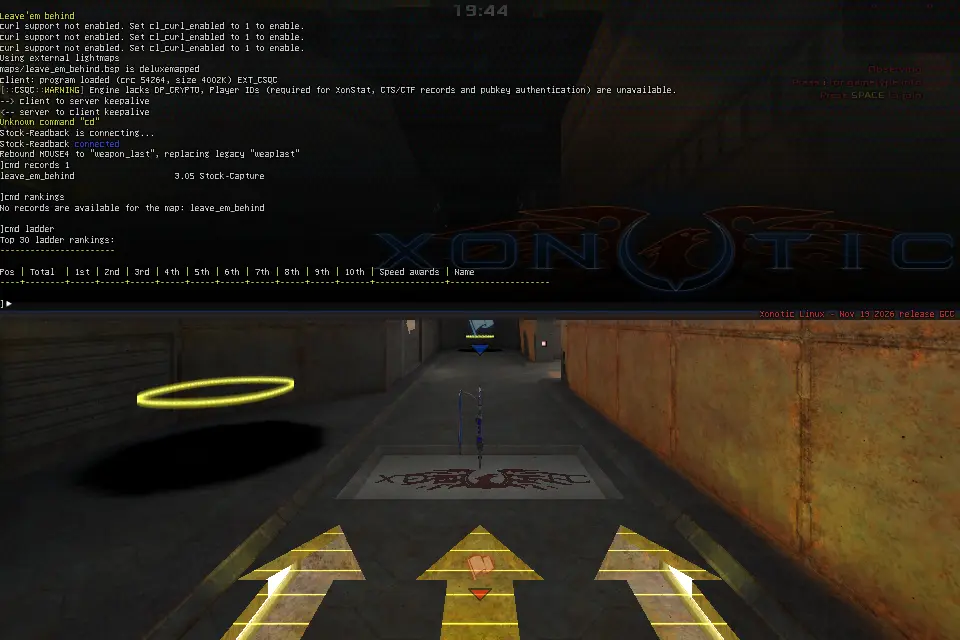 19:44
Leave'em behind
curl support not enabled. Set cl_curl_enabled to 1 to enable.
curl support not enabled. Set cl_curl_enabled to 1 to enable.
curl support not enabled. Set cl_curl_enabled to 1 to enable.
Using external lightmaps
maps/leave_em_behind.bsp is deluxemapped
client: program loaded (crc 54264, size 4002K) EXT_CSQC
[::CSQC::WARNING] Engine lacks DP_CRYPTO, Player IDs (required for XonStat, CTS/CTF records and pubkey authentication) are unavailable.
--> client to server keepalive
<-- server to client keepalive
Unknown command "cd"
Stock-Readback is connecting...
Stock-Readback connected
Rebound MOUSE4 to "weapon_last", replacing legacy "weaplast"
]cmd records 1
leave_em_behind 3.05 Stock-Capture
]cmd rankings
No records are available for the map: leave_em_behind
]cmd ladder
Top 30 ladder rankings:
-----------------------
Pos | Total | 1st | 2nd | 3rd | 4th | 5th | 6th | 7th | 8th | 9th | 10th | Speed awards | Name
----+--------+-----+-----+-----+-----+-----+-----+-----+-----+-----+------+--------------+--------------------
]
XONOTIC
Xonotic Linux - Nov 19 2026 release GCC
XONOTIC